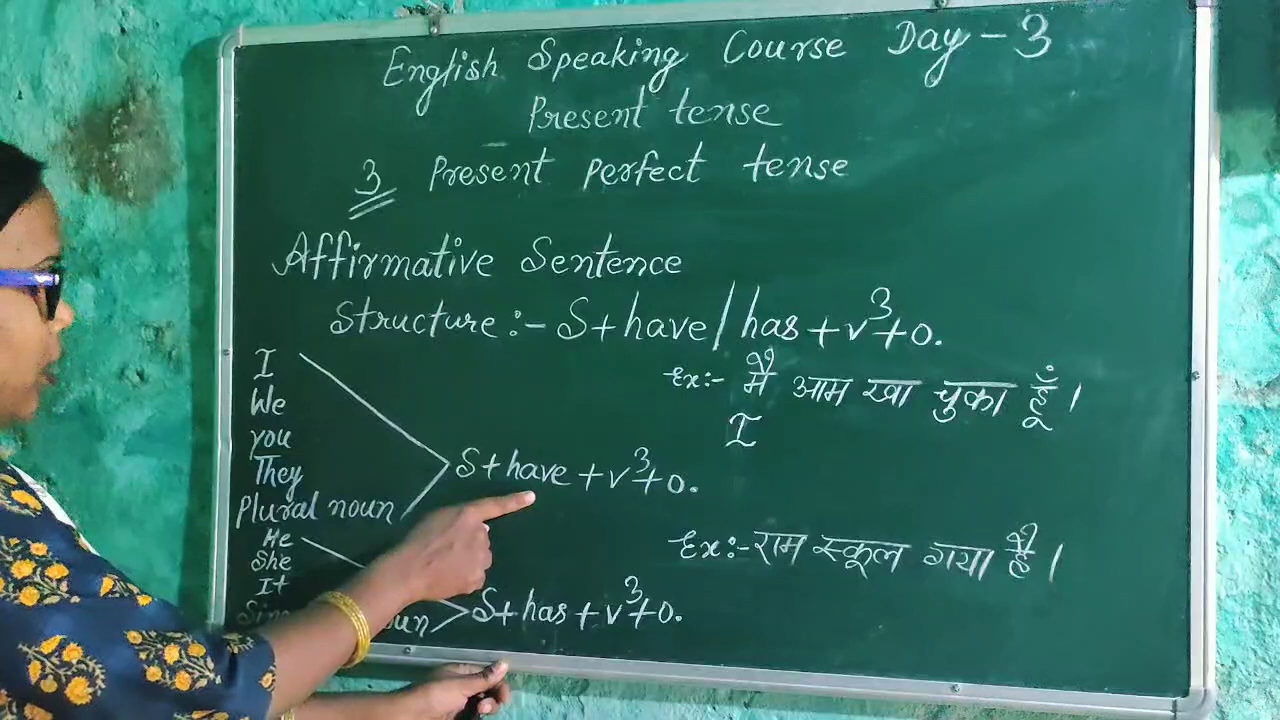 English Speaking Course Day - 3
Present tense
3 Present perfect tense
Affirmative Sentence
Structure :- S + have / has + v³ + o.
I
We
you
They
Plural noun
S + have + v³ + o.
Ex :- मैं आम खा चुका हूँ ।
I
He
She
It
S + has + v³ + o.
Ex :- राम स्कूल गया है ।